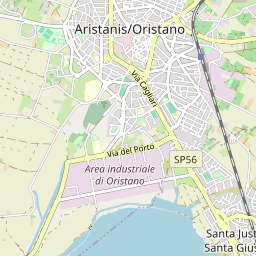 Aristanis/Oristano
Via Cagliari
Via del Porto
SP56
Area industriale
di Oristano
Santa Just
Santa Gius